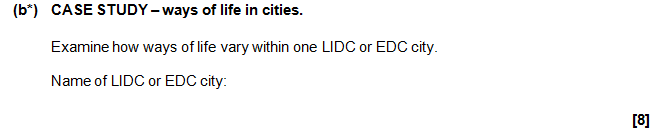 (b*) CASE STUDY – ways of life in cities.
Examine how ways of life vary within one LIDC or EDC city.
Name of LIDC or EDC city:
[8]